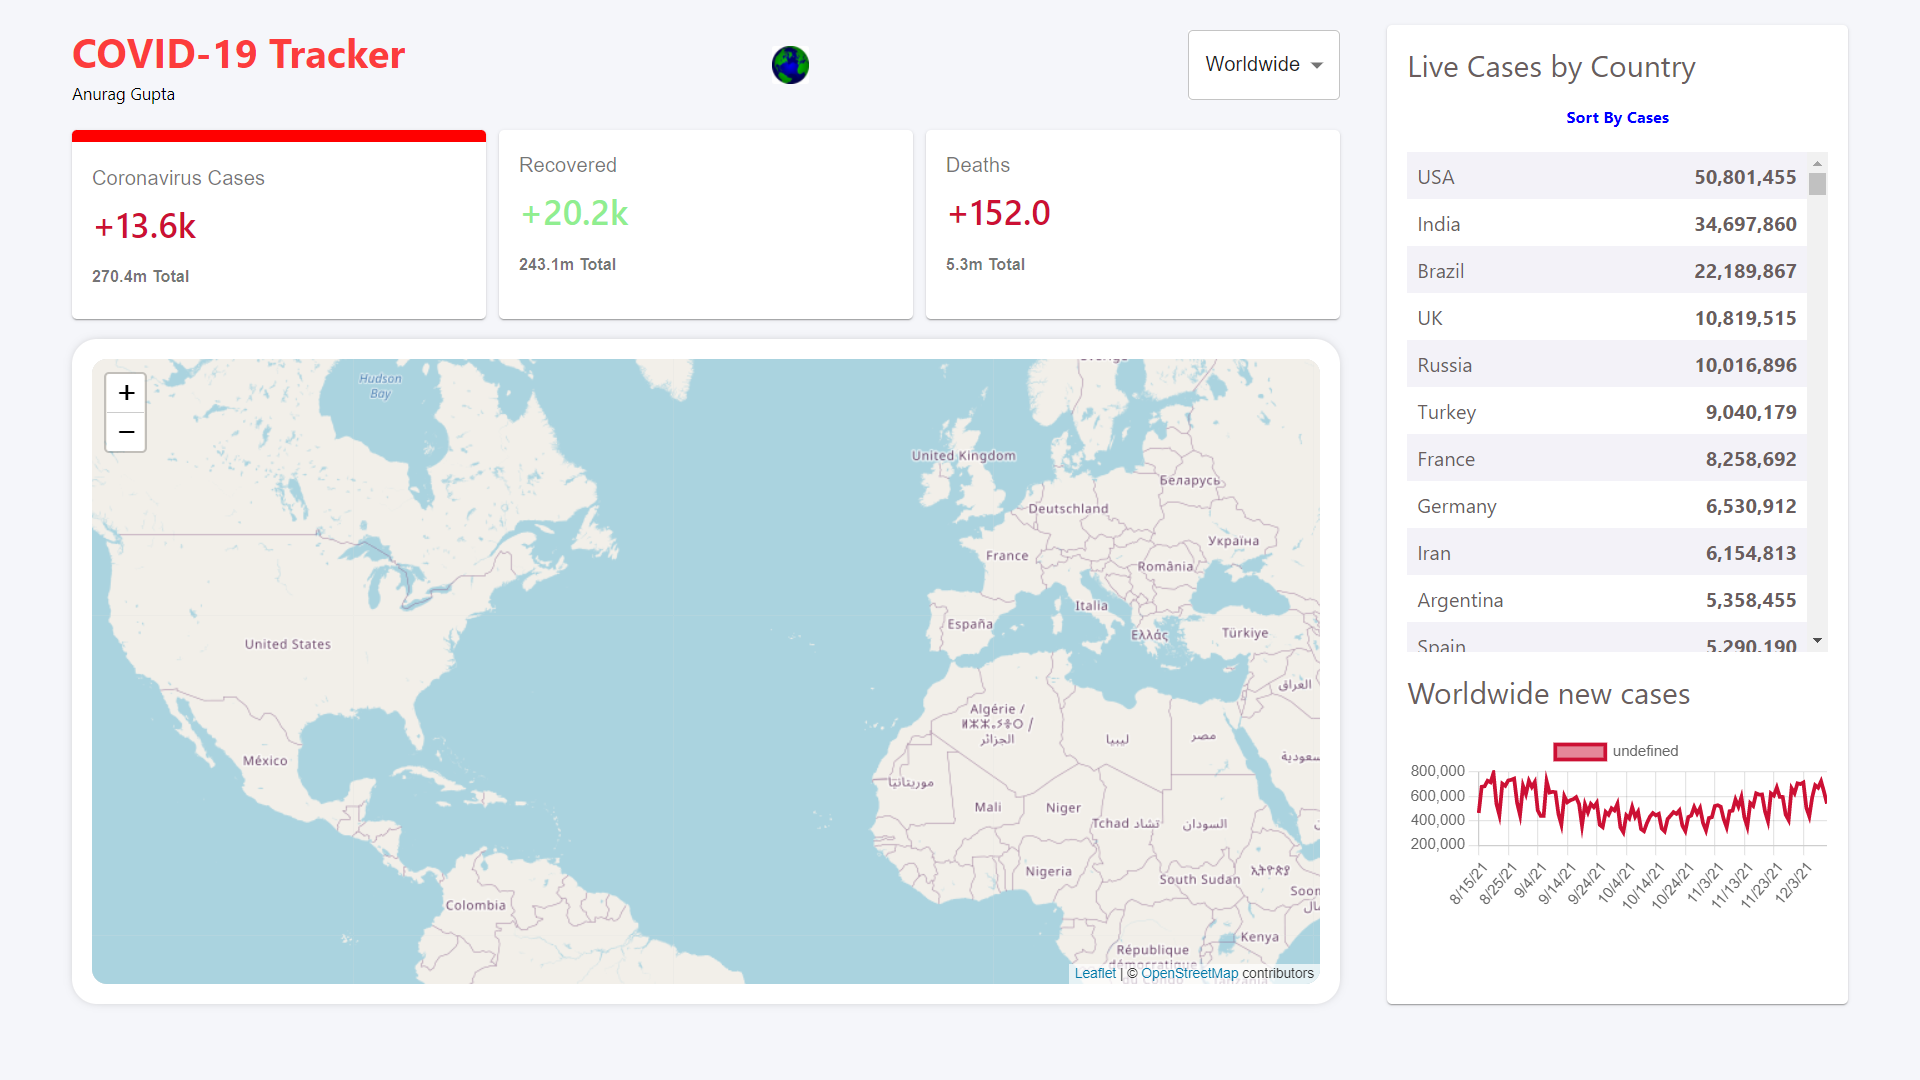 COVID-19 Tracker
Anurag Gupta
Worldwide
Coronavirus Cases
+13.6k
270.4m Total
Recovered
+20.2k
243.1m Total
Deaths
+152.0
5.3m Total
+
−
Hudson
Bay
United Kingdom
Беларусь
Deutschland
Україна
France
România
Italia
España
Ελλάς
Türkiye
United States
العراق
Algérie /
ⵍⵣⵣⴰⵢⴻⵔ /
الجزائر
ليبيا
مصر
México
موريتانيا
Mali
Niger
Tchad تشاد
السودان
Nigeria
South Sudan
Colombia
Kenya
République
Leaflet | © OpenStreetMap contributors
Live Cases by Country
Sort By Cases
USA 50,801,455
India 34,697,860
Brazil 22,189,867
UK 10,819,515
Russia 10,016,896
Turkey 9,040,179
France 8,258,692
Germany 6,530,912
Iran 6,154,813
Argentina 5,358,455
Spain 5,290,190
Worldwide new cases
undefined
800,000
600,000
400,000
200,000
8/15/21
8/25/21
9/4/21
9/14/21
9/24/21
10/4/21
10/14/21
10/24/21
11/3/21
11/13/21
11/23/21
12/3/21